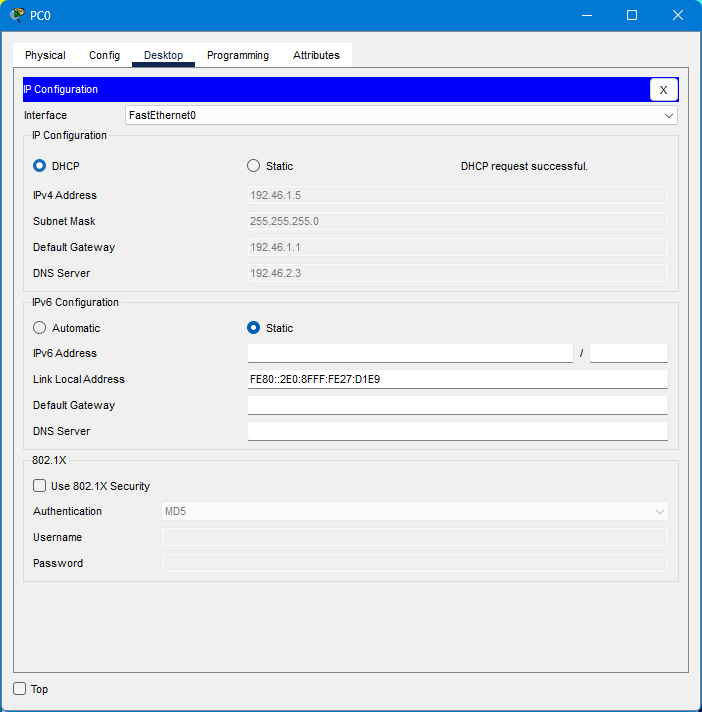 PC0
Physical Config Desktop Programming Attributes
IP Configuration X
Interface FastEthernet0
IP Configuration
DHCP Static DHCP request successful.
IPv4 Address 192.46.1.5
Subnet Mask 255.255.255.0
Default Gateway 192.46.1.1
DNS Server 192.46.2.3
IPv6 Configuration
Automatic Static
IPv6 Address /
Link Local Address FE80::2E0:8FFF:FE27:D1E9
Default Gateway
DNS Server
802.1X
Use 802.1X Security
Authentication MD5
Username
Password
Top